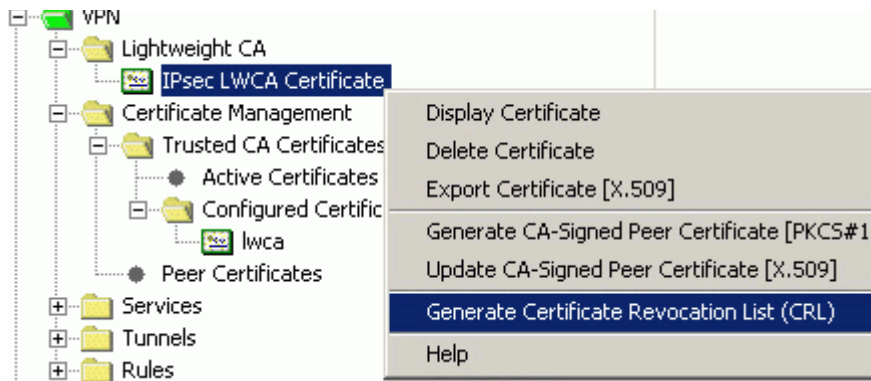 VPN
Lightweight CA
IPsec LWCA Certificate
Certificate Management
Trusted CA Certificates
Active Certificates
Configured Certific
lwca
Peer Certificates
Services
Tunnels
Rules
Display Certificate
Delete Certificate
Export Certificate [X.509]
Generate CA-Signed Peer Certificate [PKCS#1
Update CA-Signed Peer Certificate [X.509]
Generate Certificate Revocation List (CRL)
Help